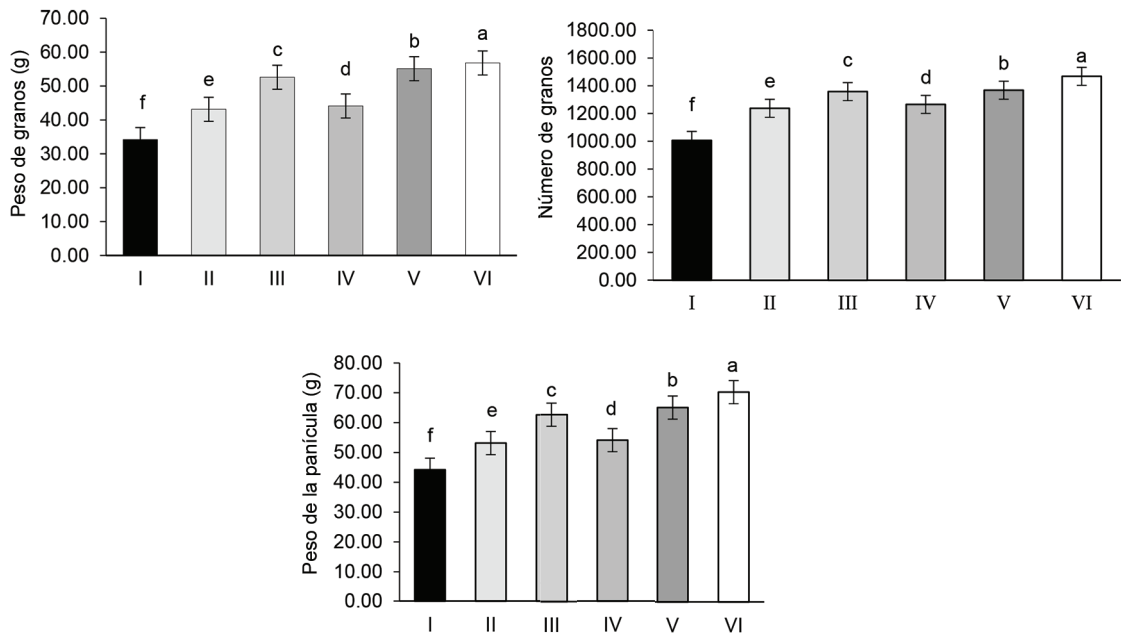 Peso de granos (g)
70.00
60.00
50.00
40.00
30.00
20.00
10.00
0.00
f
e
c
d
b
a
I
II
III
IV
V
VI
Número de granos
1800.00
1600.00
1400.00
1200.00
1000.00
800.00
600.00
400.00
200.00
0.00
f
e
c
d
b
a
I
II
III
IV
V
VI
Peso de la panícula (g)
80.00
70.00
60.00
50.00
40.00
30.00
20.00
10.00
0.00
f
e
c
d
b
a
I
II
III
IV
V
VI